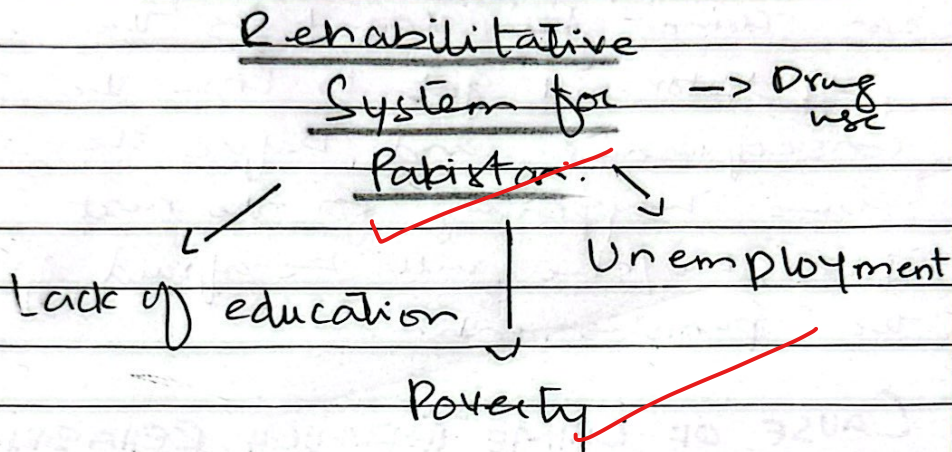 Rehabilitative
System for
Pakistan.
-> Drug
use
Lack of education
Unemployment
Poverty.